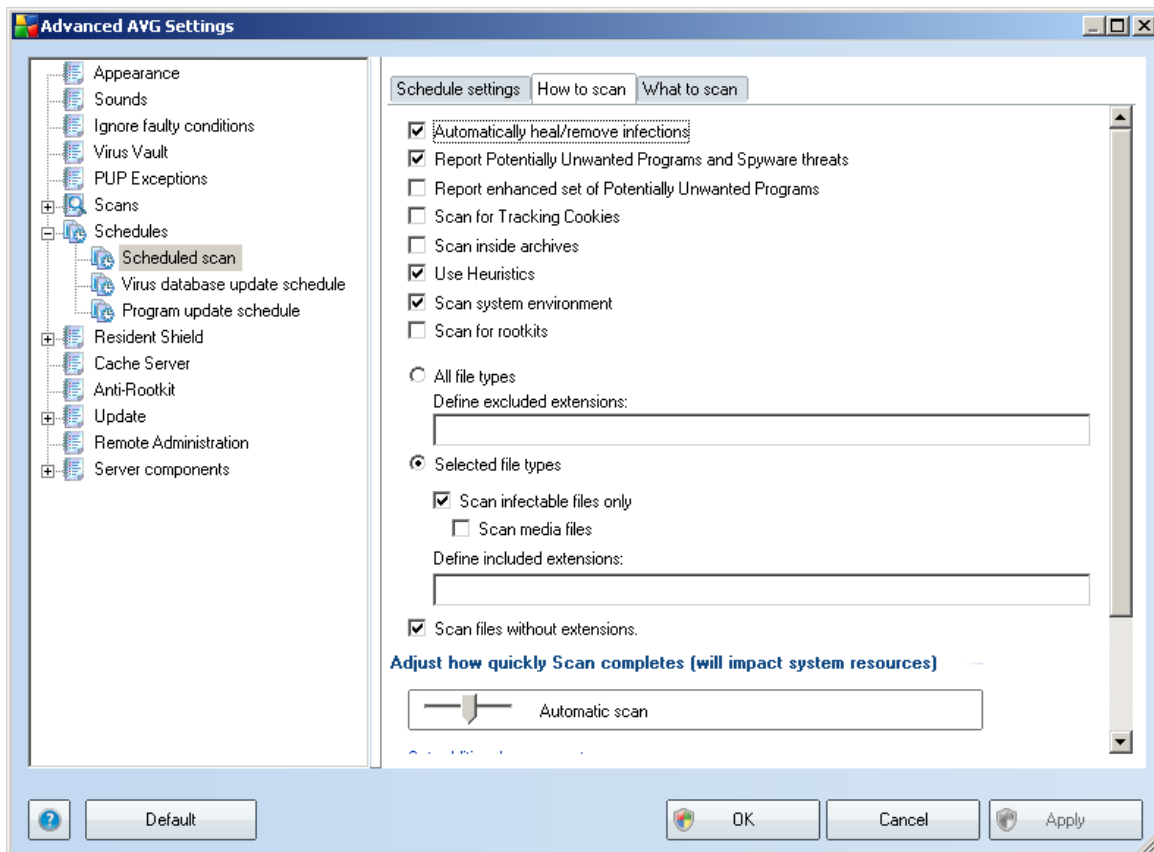 Advanced AVG Settings
Appearance
Sounds
Ignore faulty conditions
Virus Vault
PUP Exceptions
Scans
Schedules
Scheduled scan
Virus database update schedule
Program update schedule
Resident Shield
Cache Server
Anti-Rootkit
Update
Remote Administration
Server components
Schedule settings
How to scan
What to scan
Automatically heal/remove infections
Report Potentially Unwanted Programs and Spyware threats
Report enhanced set of Potentially Unwanted Programs
Scan for Tracking Cookies
Scan inside archives
Use Heuristics
Scan system environment
Scan for rootkits
All file types
Define excluded extensions:
Selected file types
Scan infectable files only
Scan media files
Define included extensions:
Scan files without extensions.
Adjust how quickly Scan completes (will impact system resources)
Automatic scan
Default
OK
Cancel
Apply